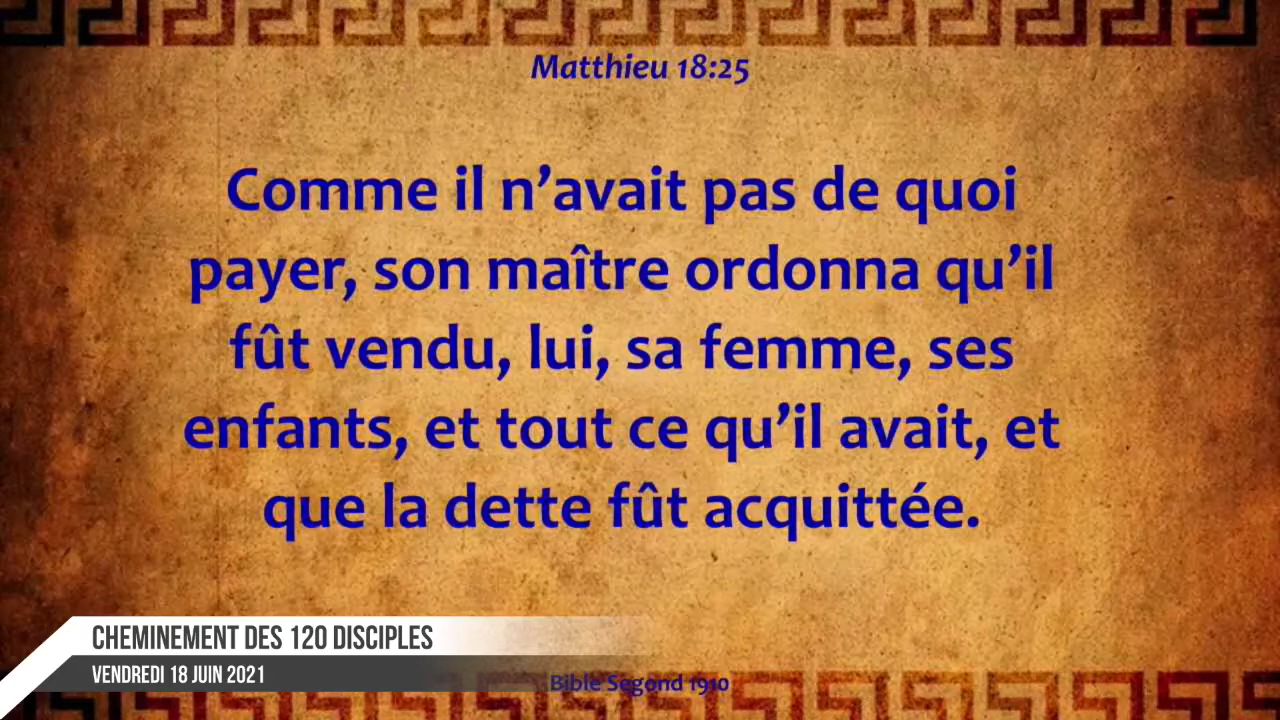 Matthieu 18:25
Comme il n’avait pas de quoi
payer, son maître ordonna qu’il
fût vendu, lui, sa femme, ses
enfants, et tout ce qu’il avait, et
que la dette fût acquittée.
CHEMINEMENT DES 120 DISCIPLES
VENDREDI 18 JUIN 2021
Bible Segond 1910